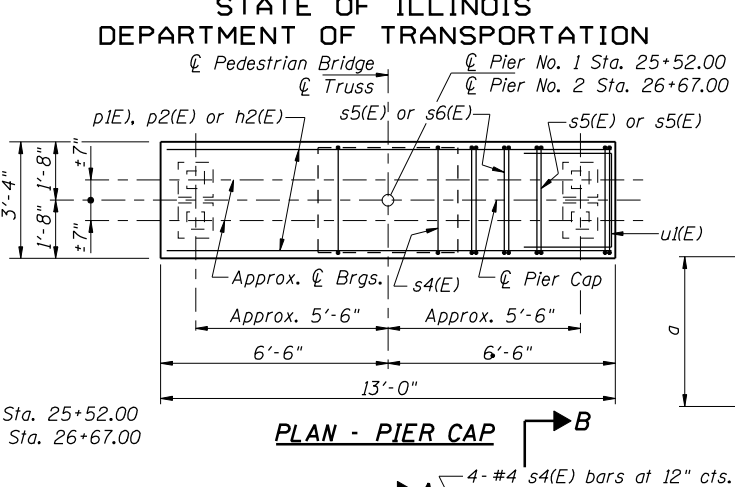 STATE OF ILLINOIS
DEPARTMENT OF TRANSPORTATION
℄ Pedestrian Bridge
℄ Truss
℄ Pier No. 1 Sta. 25+52.00
℄ Pier No. 2 Sta. 26+67.00
p1E), p2(E) or h2(E)
s5(E) or s6(E)
s5(E) or s5(E)
3'-4"
1'-8"
1'-8"
±7"
±7"
u1(E)
Approx. ℄ Brgs.
s4(E)
℄ Pier Cap
Approx. 5'-6"
Approx. 5'-6"
6'-6"
6'-6"
13'-0"
a
Sta. 25+52.00
Sta. 26+67.00
PLAN - PIER CAP
B
4-#4 s4(E) bars at 12" cts.